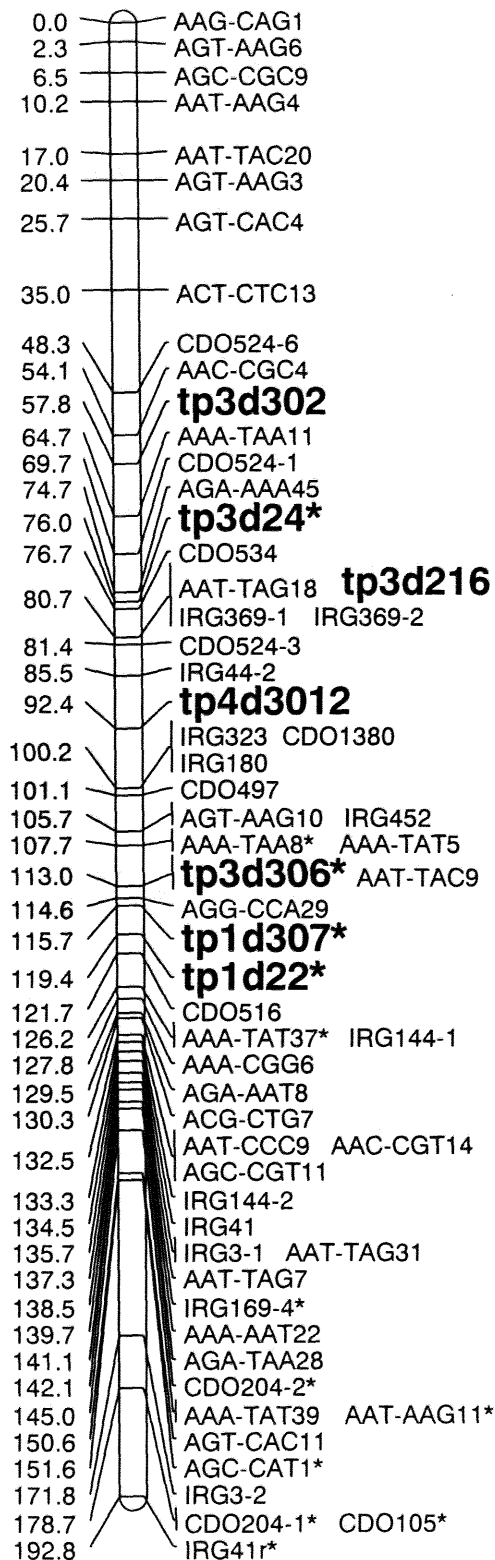 0.0 AAG-CAG1
2.3 AGT-AAG6
6.5 AGC-CGC9
10.2 AAT-AAG4
17.0 AAT-TAC20
20.4 AGT-AAG3
25.7 AGT-CAC4
35.0 ACT-CTC13
48.3 CDO524-6
54.1 AAC-CGC4
57.8 tp3d302
64.7 AAA-TAA11
69.7 CDO524-1
74.7 AGA-AAA45
76.0 tp3d24*
76.7 CDO534
80.7 AAT-TAG18 tp3d216
IRG369-1 IRG369-2
81.4 CDO524-3
85.5 IRG44-2
92.4 tp4d3012
100.2 IRG323 CDO1380
IRG180
101.1 CDO497
105.7 AGT-AAG10 IRG452
107.7 AAA-TAA8* AAA-TAT5
113.0 tp3d306* AAT-TAC9
114.6 AGG-CCA29
115.7 tp1d307*
119.4 tp1d22*
121.7 CDO516
126.2 AAA-TAT37* IRG144-1
127.8 AAA-CGG6
129.5 AGA-AAT8
130.3 ACG-CTG7
132.5 AAT-CCC9 AAC-CGT14
AGC-CGT11
133.3 IRG144-2
134.5 IRG41
135.7 IRG3-1 AAT-TAG31
137.3 AAT-TAG7
138.5 IRG169-4*
139.7 AAA-AAT22
141.1 AGA-TAA28
142.1 CDO204-2*
145.0 AAA-TAT39 AAT-AAG11*
150.6 AGT-CAC11
151.6 AGC-CAT1*
171.8 IRG3-2
178.7 CDO204-1* CDO105*
192.8 IRG41r*